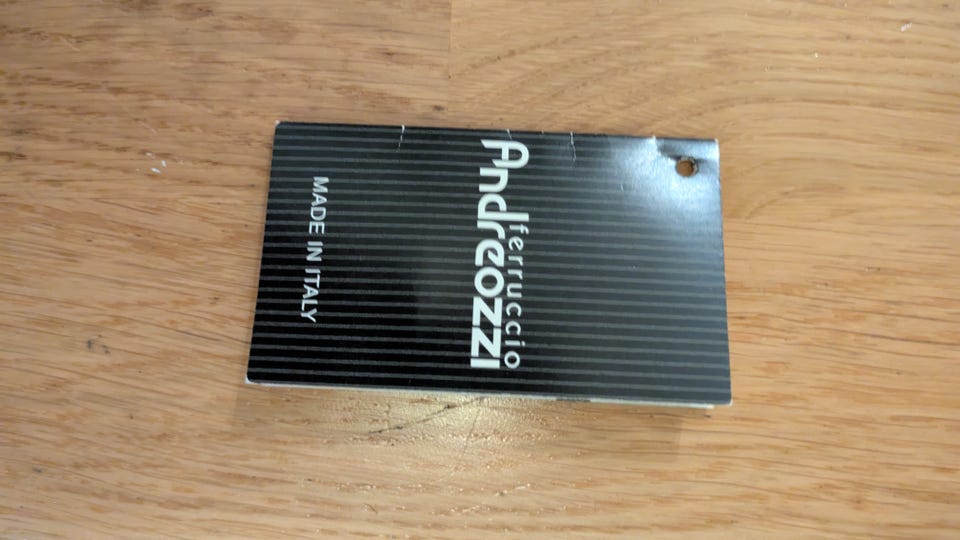 ferruccio
Andreozzi
MADE IN ITALY